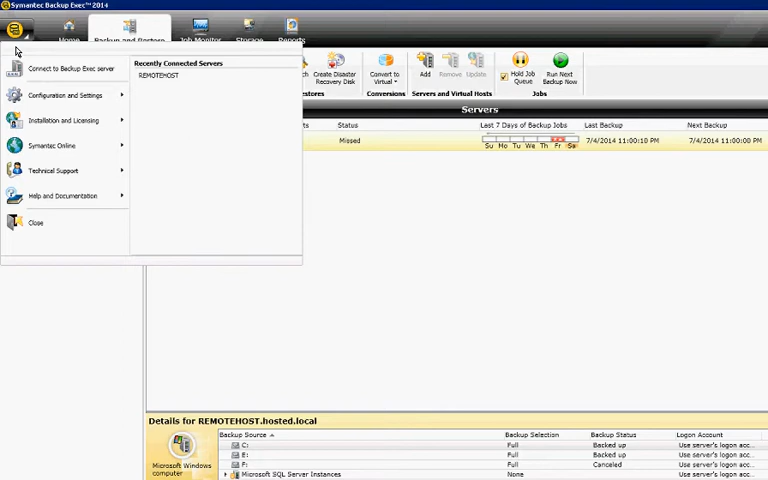 Symantec Backup Exec™ 2014
Home
Backup and Restore
Job Monitor
Storage
Reports
Connect to Backup Exec server
Configuration and Settings
Installation and Licensing
Symantec Online
Technical Support
Help and Documentation
Close
Recently Connected Servers
REMOTEHOST
Create Disaster
Recovery Disk
Convert to
Virtual
Add
Remove
Update
Hold Job
Queue
Run Next
Backup Now
Conversions
Servers and Virtual Hosts
Jobs
Servers
Status
Last 7 Days of Backup Jobs
Last Backup
Next Backup
Missed
Su Mo Tu We Th Fr Sa
7/4/2014 11:00:18 PM
7/4/2014 11:00:00 PM
Details for REMOTEHOST.hosted.local
Microsoft Windows
computer
Backup Source
Backup Selection
Backup Status
Logon Account
C:
Full
Backed up
Use server's logon acc...
E:
Full
Backed up
Use server's logon acc...
F:
Full
Canceled
Use server's logon acc...
Microsoft SQL Server Instances
None
Use server's logon acc...